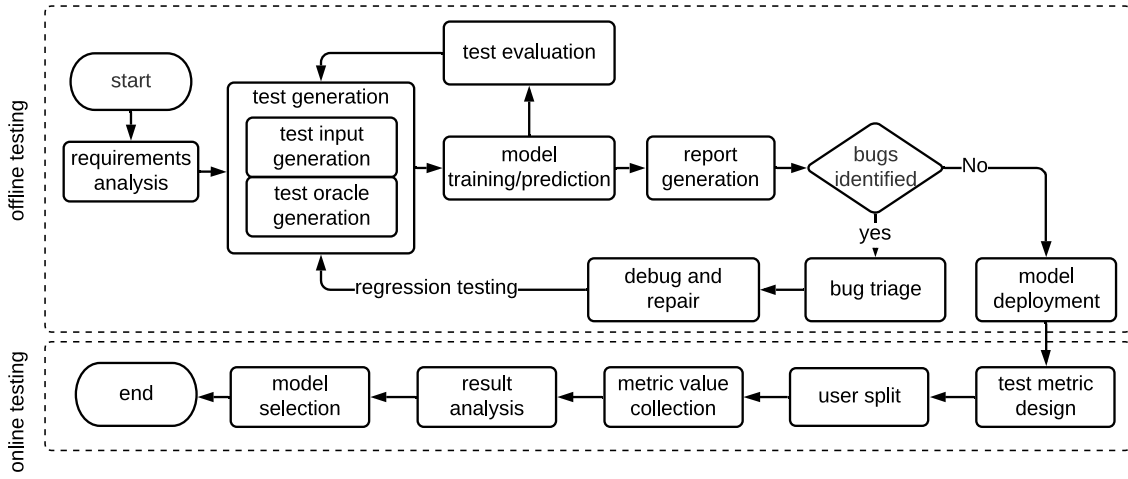 offline testing
start
requirements
analysis
test generation
test input
generation
test oracle
generation
test evaluation
model
training/prediction
report
generation
bugs
identified
No
yes
model
deployment
bug triage
debug and
repair
regression testing
online testing
test metric
design
user split
metric value
collection
result
analysis
model
selection
end